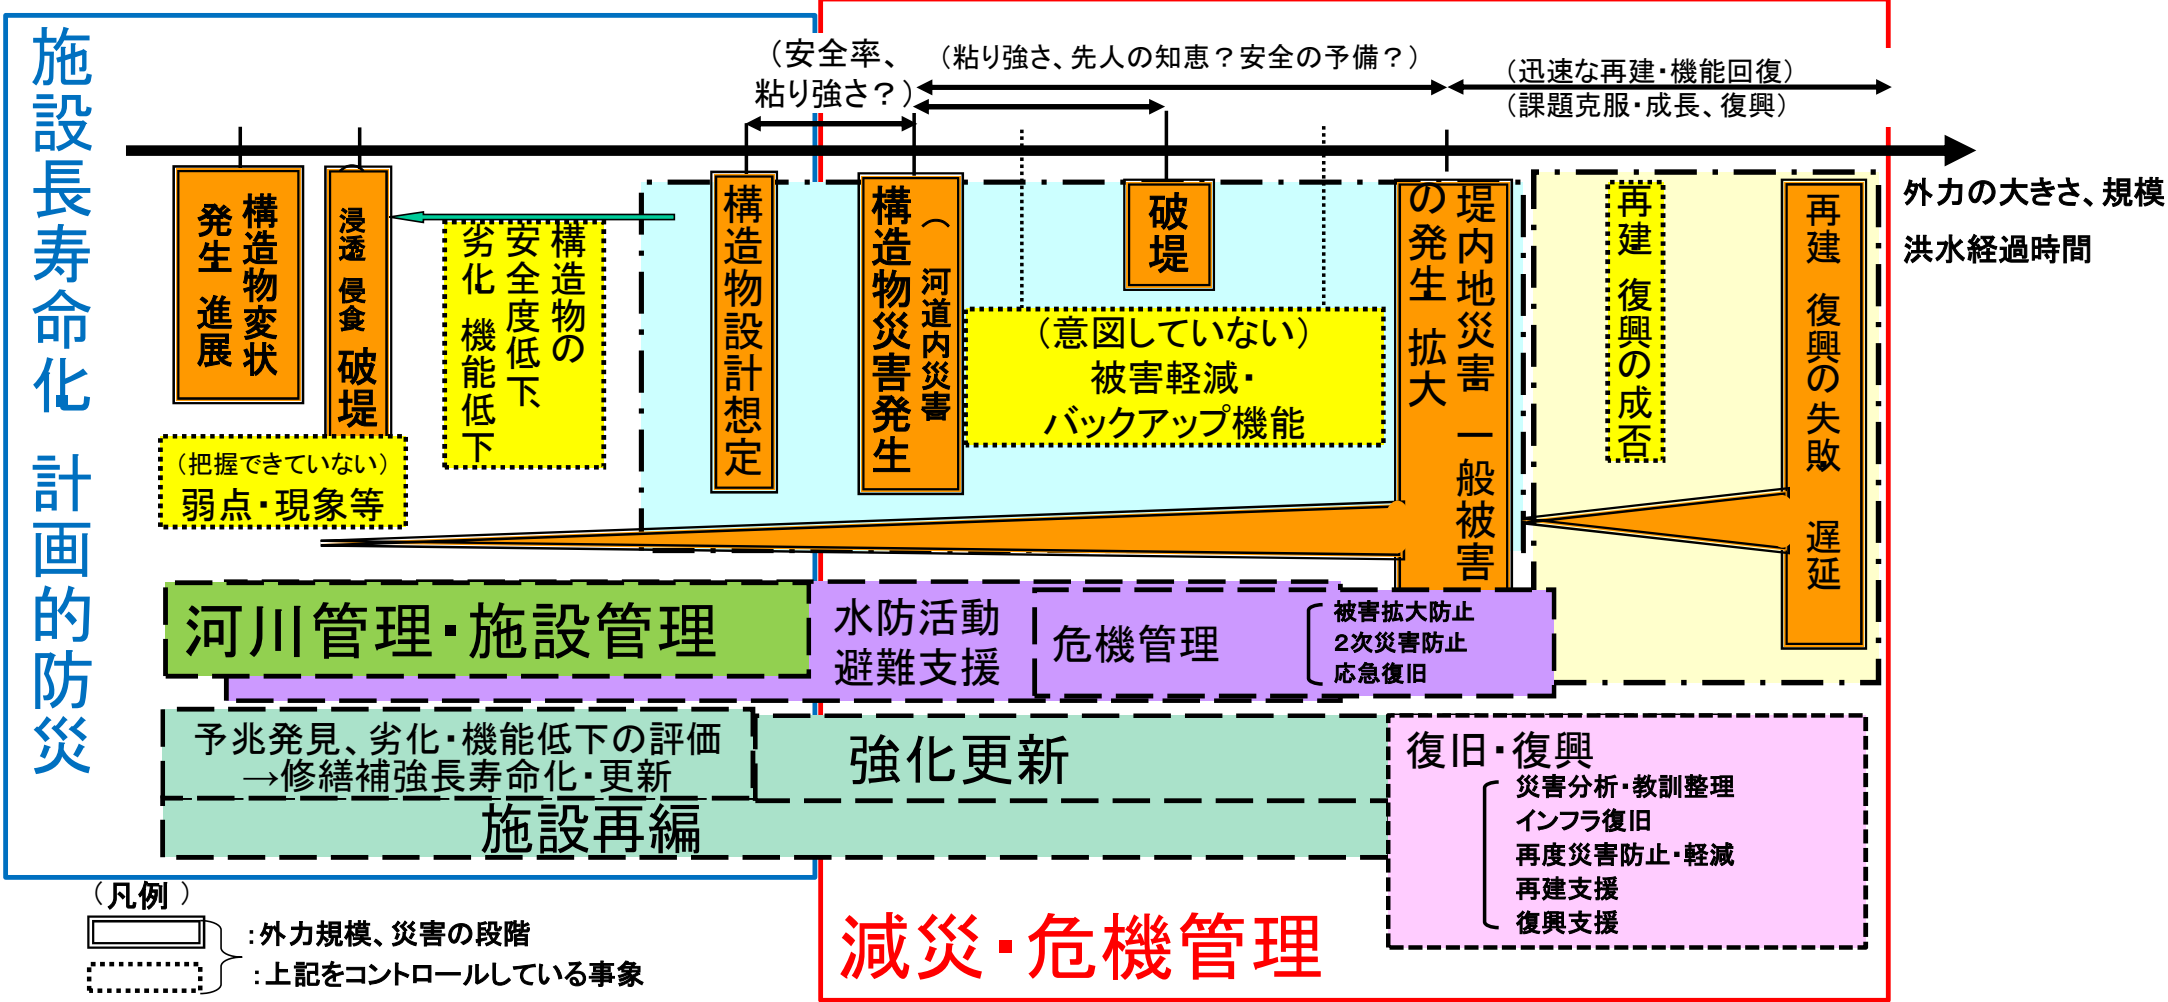 施設長寿命化・計画的防災
（安全率、
粘り強さ？）
（粘り強さ、先人の知恵？安全の予備？）
（迅速な再建・機能回復）
（課題克服・成長、復興）
外力の大きさ、規模
洪水経過時間
構造物変状
発生・進展
浸透・侵食
破堤
構造物の
安全度低下、
劣化・機能低下
（把握できていない）
弱点・現象等
構造物設計想定
（河道内災害
構造物災害発生
破堤
（意図していない）
被害軽減・
バックアップ機能
堤内地災害・一般被害
の発生・拡大
再建・復興の成否
再建・復興の失敗、遅延
河川管理・施設管理
水防活動
避難支援
危機管理
被害拡大防止
2次災害防止
応急復旧
予兆発見、劣化・機能低下の評価
→修繕補強長寿命化・更新
強化更新
施設再編
復旧・復興
災害分析・教訓整理
インフラ復旧
再度災害防止・軽減
再建支援
復興支援
減災・危機管理
（凡例）
：外力規模、災害の段階
：上記をコントロールしている事象